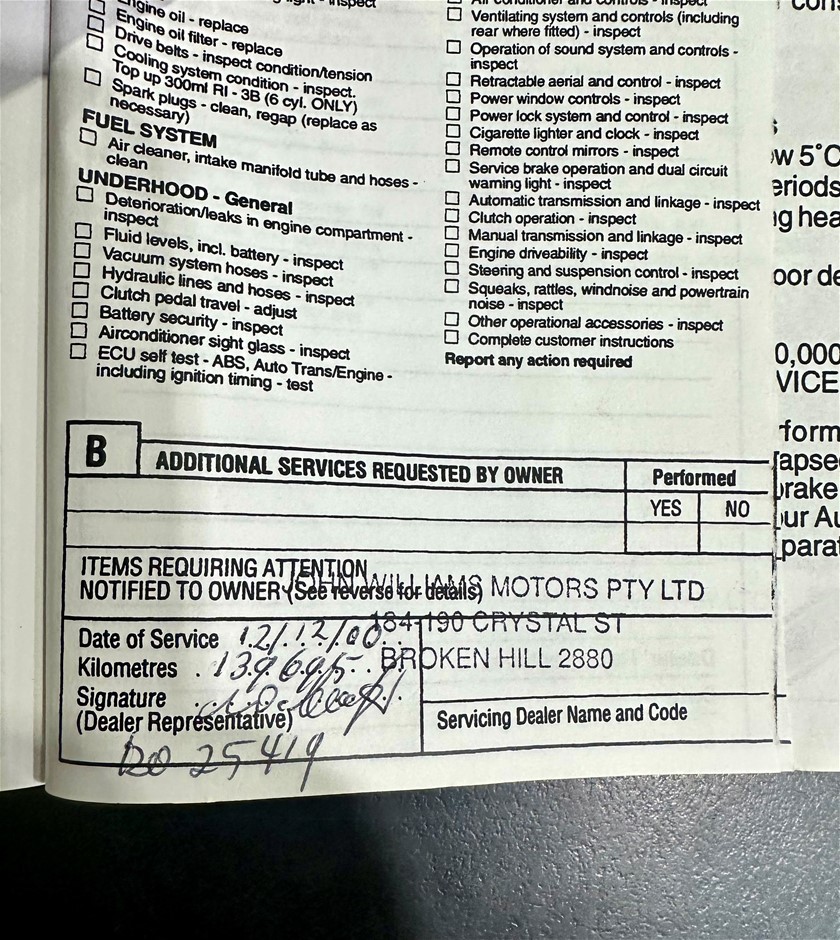 Engine oil - replace
Engine oil filter - replace
Drive belts - inspect condition/tension
Cooling system condition - inspect.
Top up 300ml RI - 3B (6 cyl. ONLY)
Spark plugs - clean, regap (replace as
necessary)
FUEL SYSTEM
Air cleaner, intake manifold tube and hoses -
clean
UNDERHOOD - General
Deterioration/leaks in engine compartment -
inspect
Fluid levels, incl. battery - inspect
Vacuum system hoses - inspect
Hydraulic lines and hoses - inspect
Clutch pedal travel - adjust
Battery security - inspect
Airconditioner sight glass - inspect
ECU self test - ABS, Auto Trans/Engine -
including ignition timing - test
Ventilating system and controls (including
rear where fitted) - inspect
Operation of sound system and controls -
inspect
Retractable aerial and control - inspect
Power window controls - inspect
Power lock system and control - inspect
Cigarette lighter and clock - inspect
Remote control mirrors - inspect
Service brake operation and dual circuit
warning light - inspect
Automatic transmission and linkage - inspect
Clutch operation - inspect
Manual transmission and linkage - inspect
Engine driveability - inspect
Steering and suspension control - inspect
Squeaks, rattles, windnoise and powertrain
noise - inspect
Other operational accessories - inspect
Complete customer instructions
Report any action required
B
ADDITIONAL SERVICES REQUESTED BY OWNER
Performed
YES NO
ITEMS REQUIRING ATTENTION
NOTIFIED TO OWNER (See reverse for details)
JOHN WILLIAMS MOTORS PTY LTD
184-190 CRYSTAL ST
BROKEN HILL 2880
Date of Service 12/12/00
Kilometres 139695
Signature
(Dealer Representative)
RO 25419
Servicing Dealer Name and Code
5°C
0,000